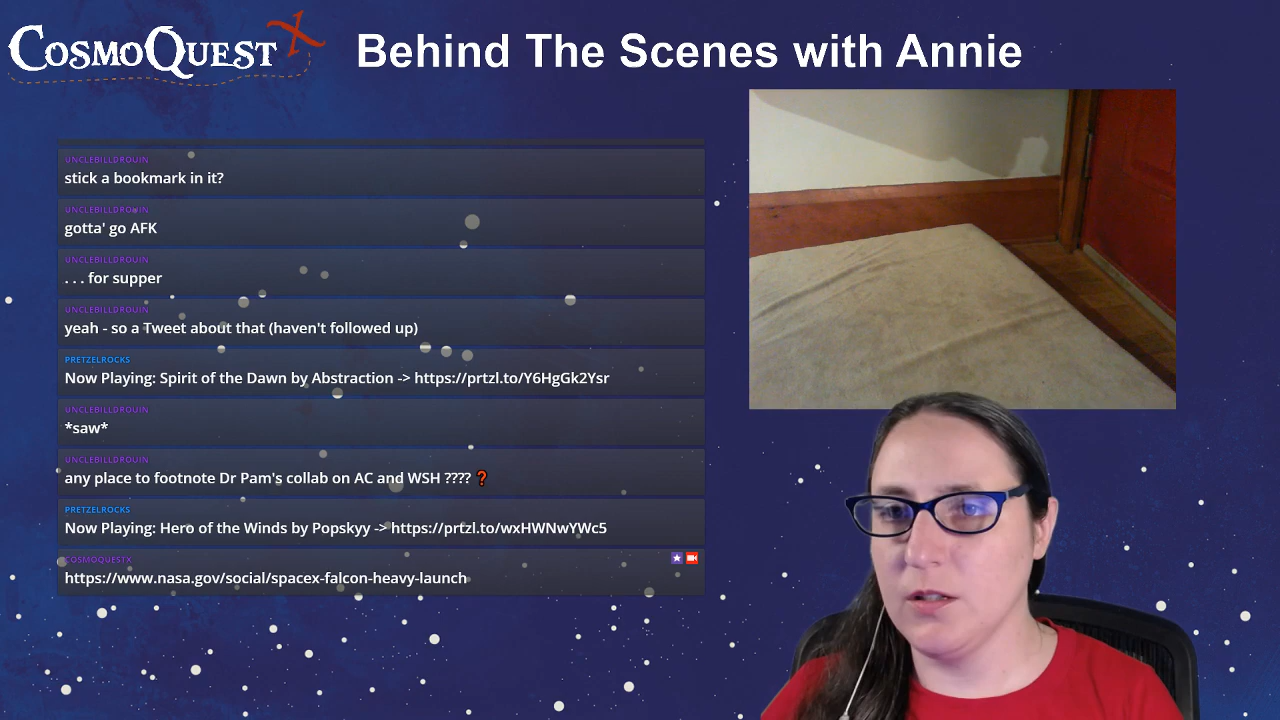 CosmoQuest X
Behind The Scenes with Annie
UNCLEBILLDROUIN
stick a bookmark in it?
UNCLEBILLDROUIN
gotta' go AFK
UNCLEBILLDROUIN
. . . for supper
UNCLEBILLDROUIN
yeah - so a Tweet about that (haven't followed up)
PRETZELROCKS
Now Playing: Spirit of the Dawn by Abstraction -> https://prtzl.to/Y6HgGk2Ysr
UNCLEBILLDROUIN
*saw*
UNCLEBILLDROUIN
any place to footnote Dr Pam's collab on AC and WSH ???? ❓
PRETZELROCKS
Now Playing: Hero of the Winds by Popskyy -> https://prtzl.to/wxHWNwYWc5
COSMOQUESTX
https://www.nasa.gov/social/spacex-falcon-heavy-launch